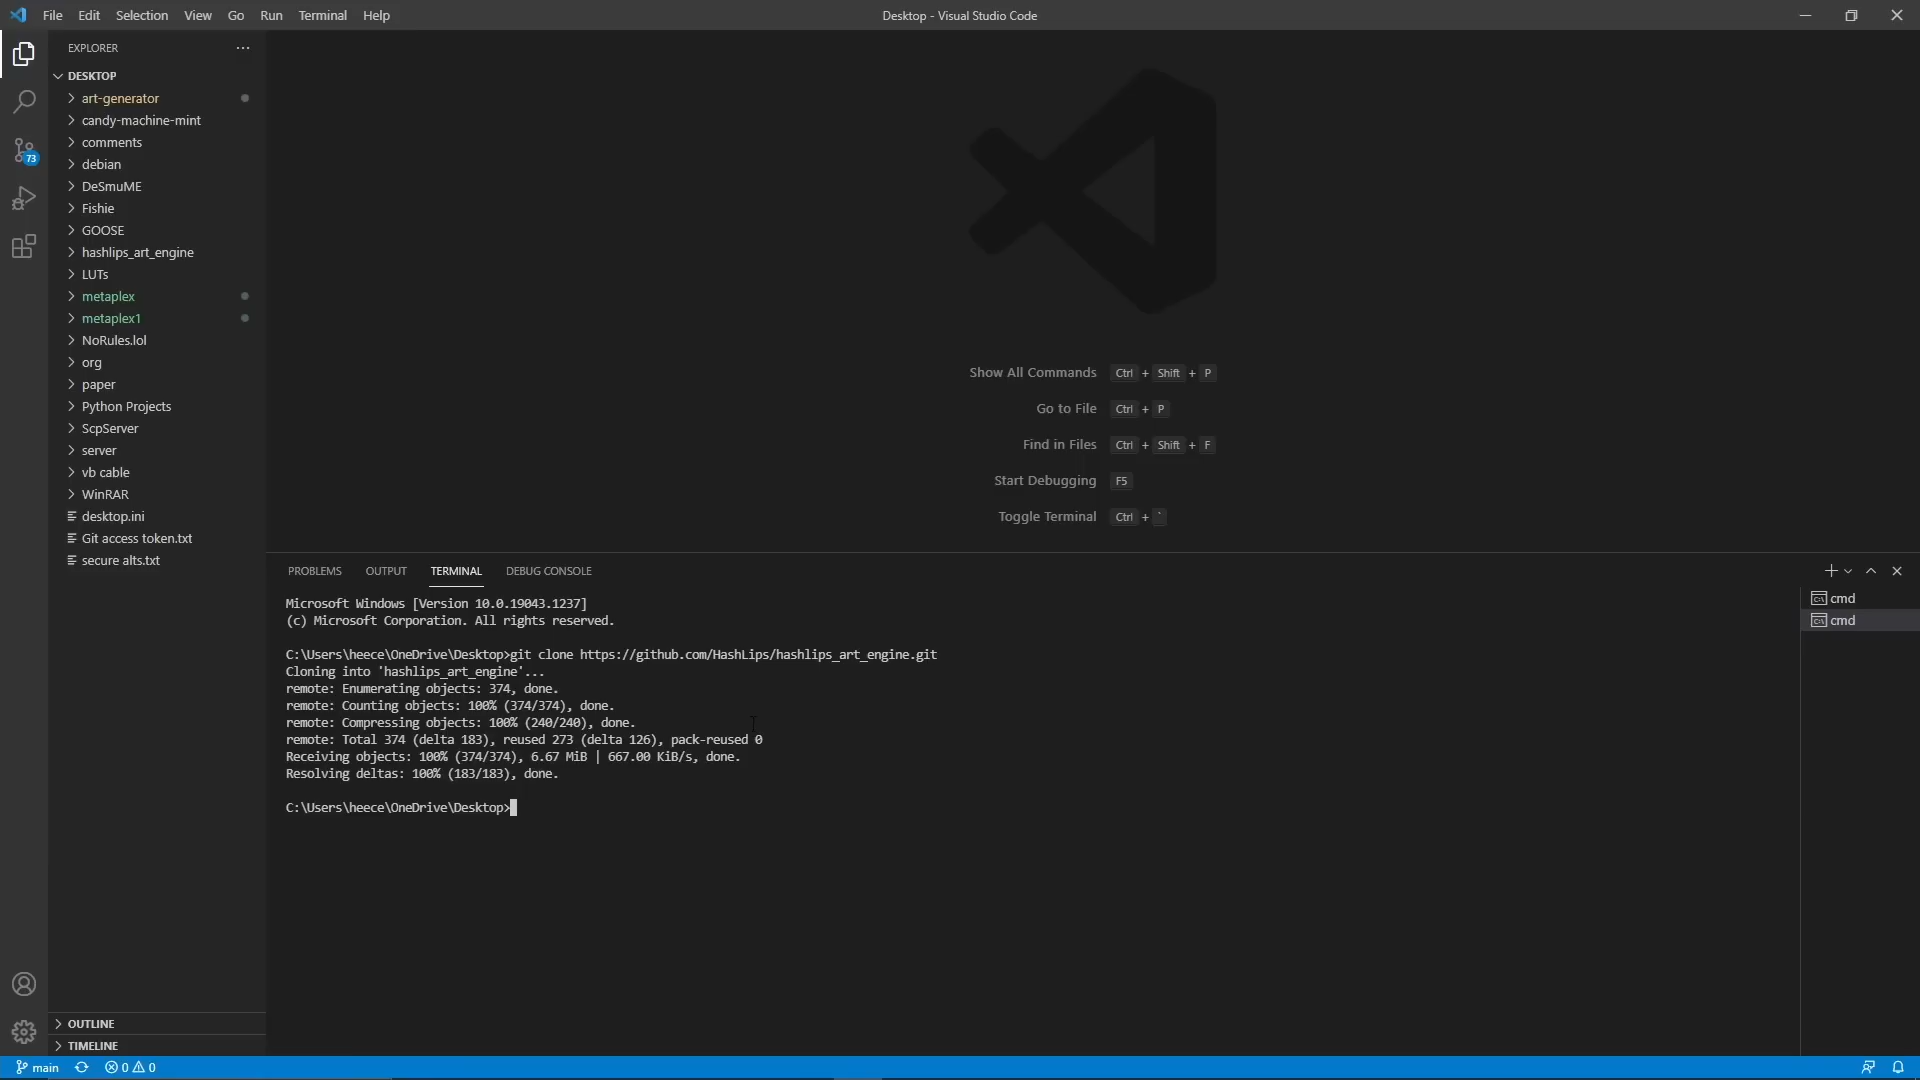 File Edit Selection View Go Run Terminal Help
Desktop - Visual Studio Code
EXPLORER
DESKTOP
art-generator
candy-machine-mint
comments
debian
DeSmuME
Fishie
GOOSE
hashlips_art_engine
LUTs
metaplex
metaplex1
NoRules.lol
org
paper
Python Projects
ScpServer
server
vb cable
WinRAR
desktop.ini
Git access token.txt
secure alts.txt
OUTLINE
TIMELINE
73
Show All Commands Ctrl + Shift + P
Go to File Ctrl + P
Find in Files Ctrl + Shift + F
Start Debugging F5
Toggle Terminal Ctrl + `
PROBLEMS OUTPUT TERMINAL DEBUG CONSOLE
Microsoft Windows [Version 10.0.19043.1237]
(c) Microsoft Corporation. All rights reserved.
C:\Users\heece\OneDrive\Desktop>git clone https://github.com/HashLips/hashlips_art_engine.git
Cloning into 'hashlips_art_engine'...
remote: Enumerating objects: 374, done.
remote: Counting objects: 100% (374/374), done.
remote: Compressing objects: 100% (240/240), done.
remote: Total 374 (delta 183), reused 273 (delta 126), pack-reused 0
Receiving objects: 100% (374/374), 6.67 MiB | 667.00 KiB/s, done.
Resolving deltas: 100% (183/183), done.
C:\Users\heece\OneDrive\Desktop>
cmd
cmd
main 0 0